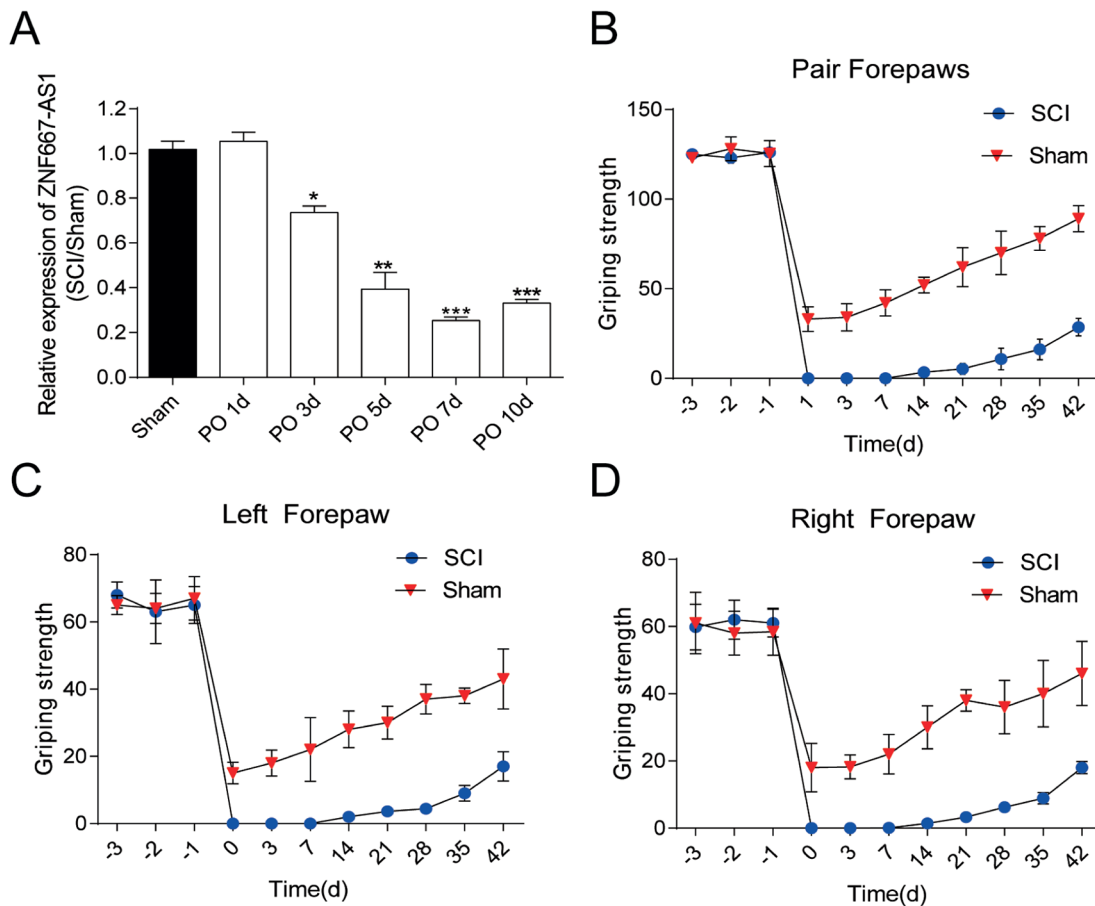 A
Relative expression of ZNF667-AS1
(SCI/Sham)
1.2
1.0
0.8
0.6
0.4
0.2
0.0
*
**
***
***
Sham
PO 1d
PO 3d
PO 5d
PO 7d
PO 10d
B
Pair Forepaws
SCI
Sham
Griping strength
150
100
50
0
-3
-2
-1
1
3
7
14
21
28
35
42
Time(d)
C
Left Forepaw
SCI
Sham
Griping strength
80
60
40
20
0
-3
-2
-1
0
3
7
14
21
28
35
42
Time(d)
D
Right Forepaw
SCI
Sham
Griping strength
80
60
40
20
0
-3
-2
-1
0
3
7
14
21
28
35
42
Time(d)